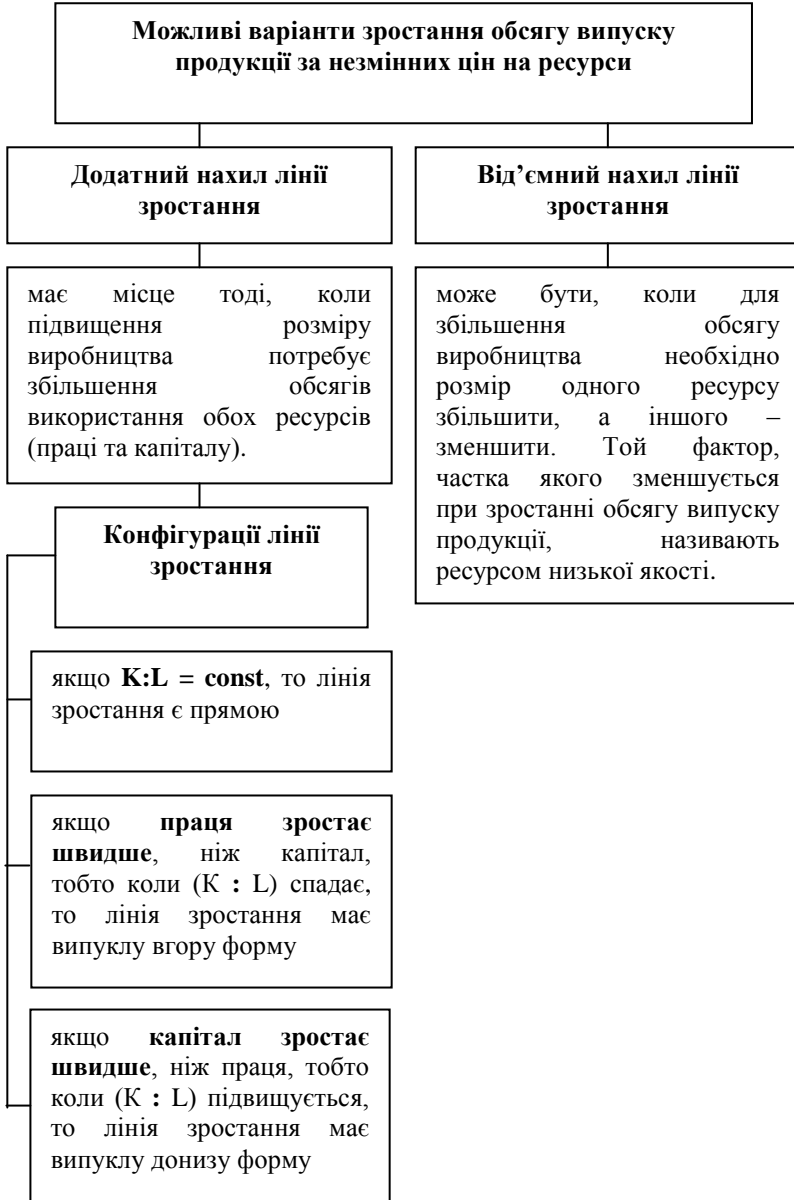 Можливі варіанти зростання обсягу випуску
продукції за незмінних цін на ресурси
Додатний нахил лінії
зростання
має місце тоді, коли
підвищення розміру
виробництва потребує
збільшення обсягів
використання обох ресурсів
(праці та капіталу).
Конфігурації лінії
зростання
якщо K:L = const, то лінія
зростання є прямою
якщо праця зростає
швидше, ніж капітал,
тобто коли (К : L) спадає,
то лінія зростання має
випуклу вгору форму
якщо капітал зростає
швидше, ніж праця, тобто
коли (К : L) підвищується,
то лінія зростання має
випуклу донизу форму
Від’ємний нахил лінії
зростання
може бути, коли для
збільшення обсягу
виробництва необхідно
розмір одного ресурсу
збільшити, а іншого –
зменшити. Той фактор,
частка якого зменшується
при зростанні обсягу випуску
продукції, називають
ресурсом низької якості.